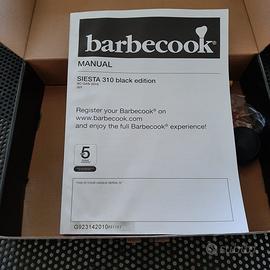 barbecook®
MANUAL
SIESTA 310 black edition
Register your Barbecook® on
www.barbecook.com
and enjoy the full Barbecook® experience!
5
subito